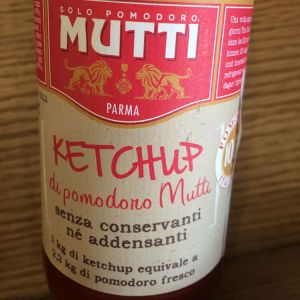 SOLO POMODORO.
MUTTI
PARMA
KETCHUP
di pomodoro Mutti
senza conservanti
né addensanti
1 kg di ketchup equivale a
2,2 kg di pomodoro fresco